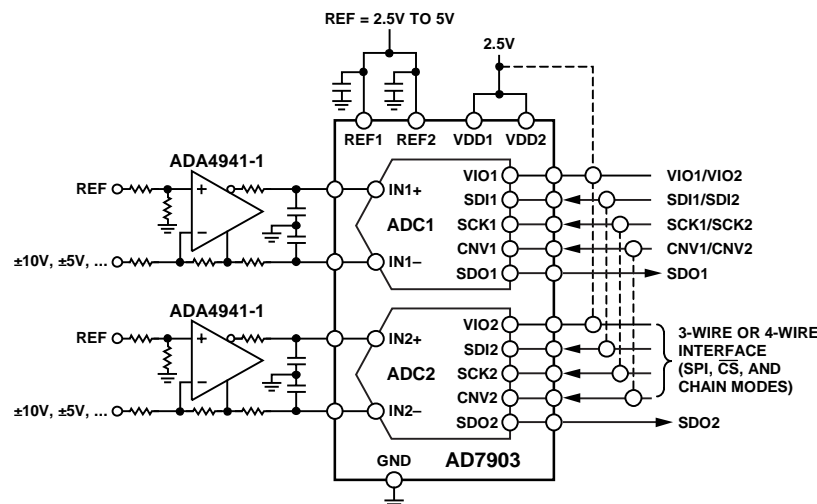 REF = 2.5V TO 5V
2.5V
REF1
REF2
VDD1
VDD2
ADA4941-1
REF
±10V, ±5V, ...
IN1+
ADC1
IN1–
VIO1
SDI1
SCK1
CNV1
SDO1
VIO1/VIO2
SDI1/SDI2
SCK1/SCK2
CNV1/CNV2
SDO1
ADA4941-1
REF
±10V, ±5V, ...
IN2+
ADC2
IN2–
VIO2
SDI2
SCK2
CNV2
SDO2
3-WIRE OR 4-WIRE
INTERFACE
(SPI, CS, AND
CHAIN MODES)
SDO2
GND
AD7903